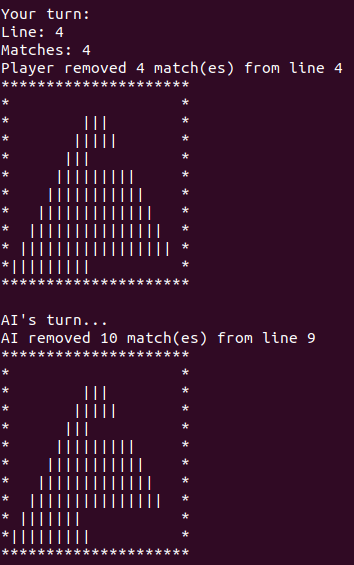 Your turn:
Line: 4
Matches: 4
Player removed 4 match(es) from line 4
*********************
*                   *
*        |||        *
*       |||||       *
*      |||          *
*     |||||||||     *
*    |||||||||||    *
*   |||||||||||||   *
*  |||||||||||||||  *
* ||||||||||||||||| *
*|||||||||          *
*********************
AI's turn...
AI removed 10 match(es) from line 9
*********************
*                   *
*        |||        *
*       |||||       *
*      |||          *
*     |||||||||     *
*    |||||||||||    *
*   |||||||||||||   *
*  |||||||||||||||  *
* |||||||           *
*|||||||||          *
*********************